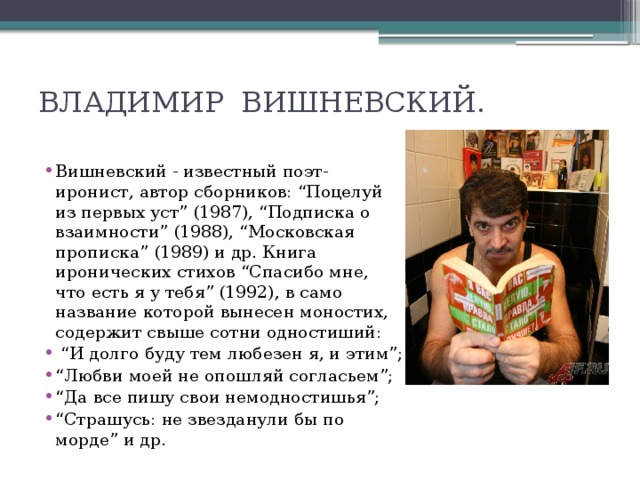 ВЛАДИМИР ВИШНЕВСКИЙ.
• Вишневский - известный поэт-
иронист, автор сборников: “Поцелуй
из первых уст” (1987), “Подписка о
взаимности” (1988), “Московская
прописка” (1989) и др. Книга
иронических стихов “Спасибо мне,
что есть я у тебя” (1992), в само
название которой вынесен моностих,
содержит свыше сотни одностиший:
• “И долго буду тем любезен я, и этим”;
• “Любви моей не опошляй согласьем”;
• “Да все пишу свои немодностишья”;
• “Страшусь: не звезданули бы по
морде” и др.